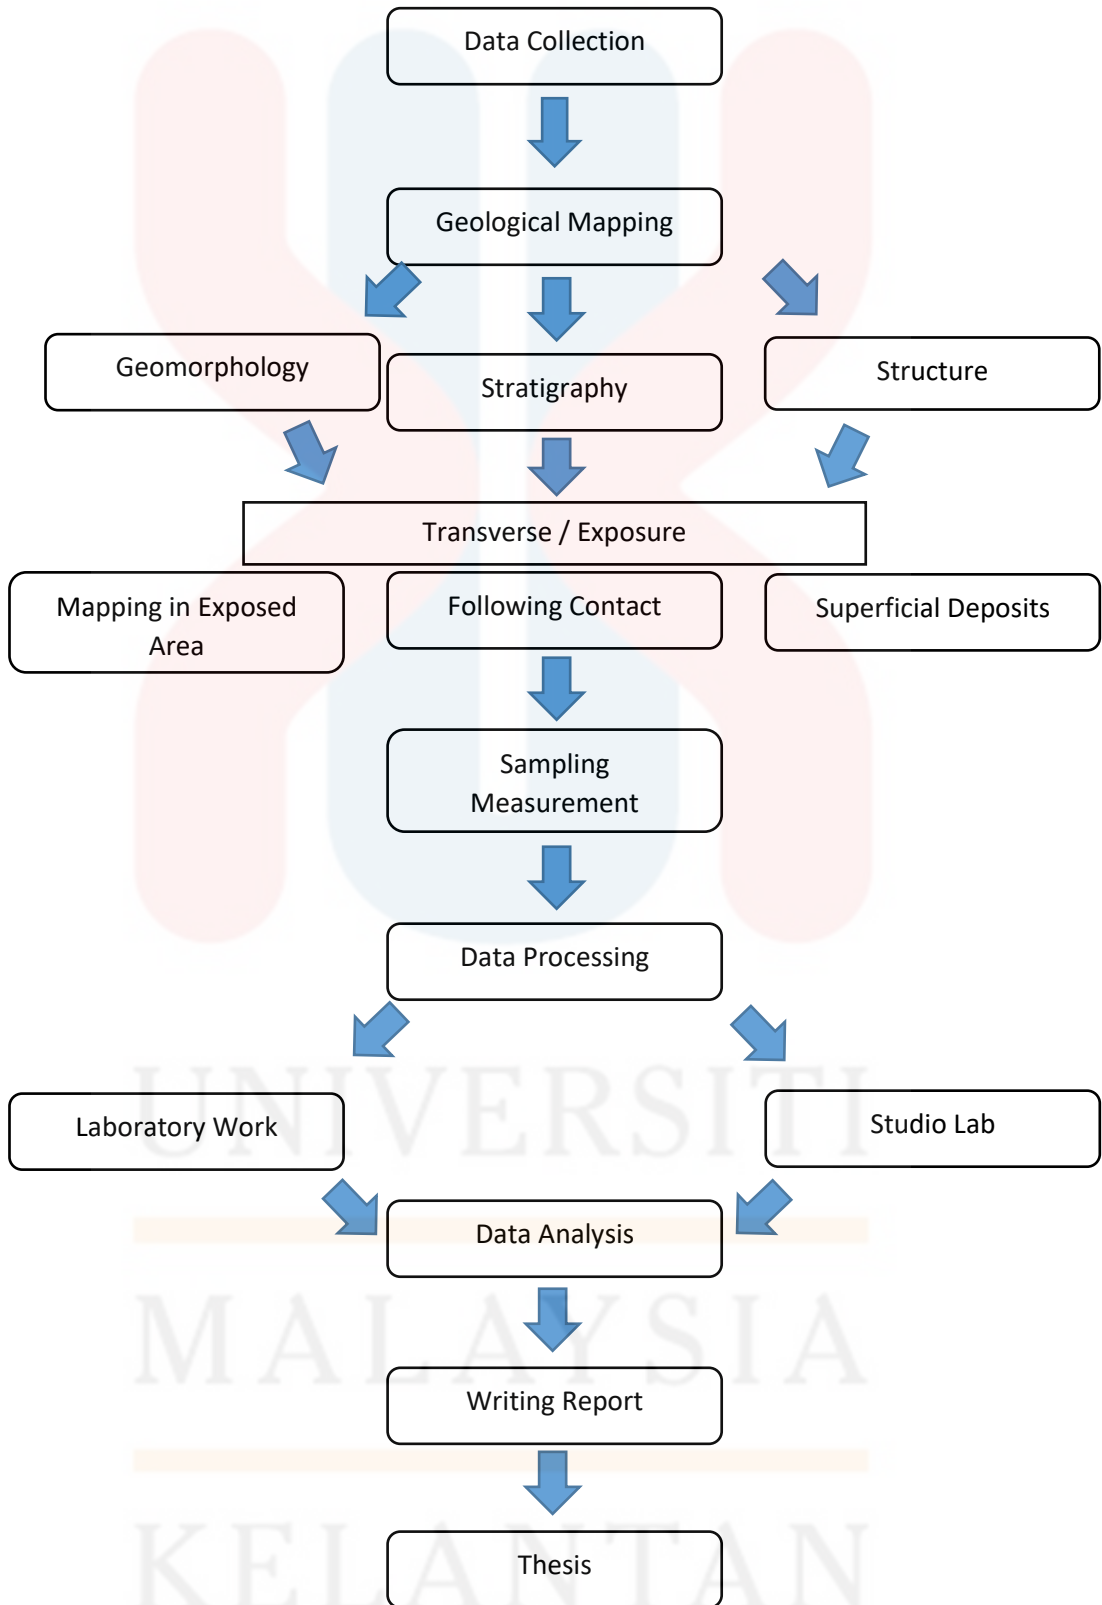 Data Collection
Geological Mapping
Geomorphology
Stratigraphy
Structure
Transverse / Exposure
Mapping in Exposed
Area
Following Contact
Superficial Deposits
Sampling
Measurement
Data Processing
Laboratory Work
Studio Lab
UNIVERSITI
Data Analysis
MALAYSIA
Writing Report
KELANTAN
Thesis